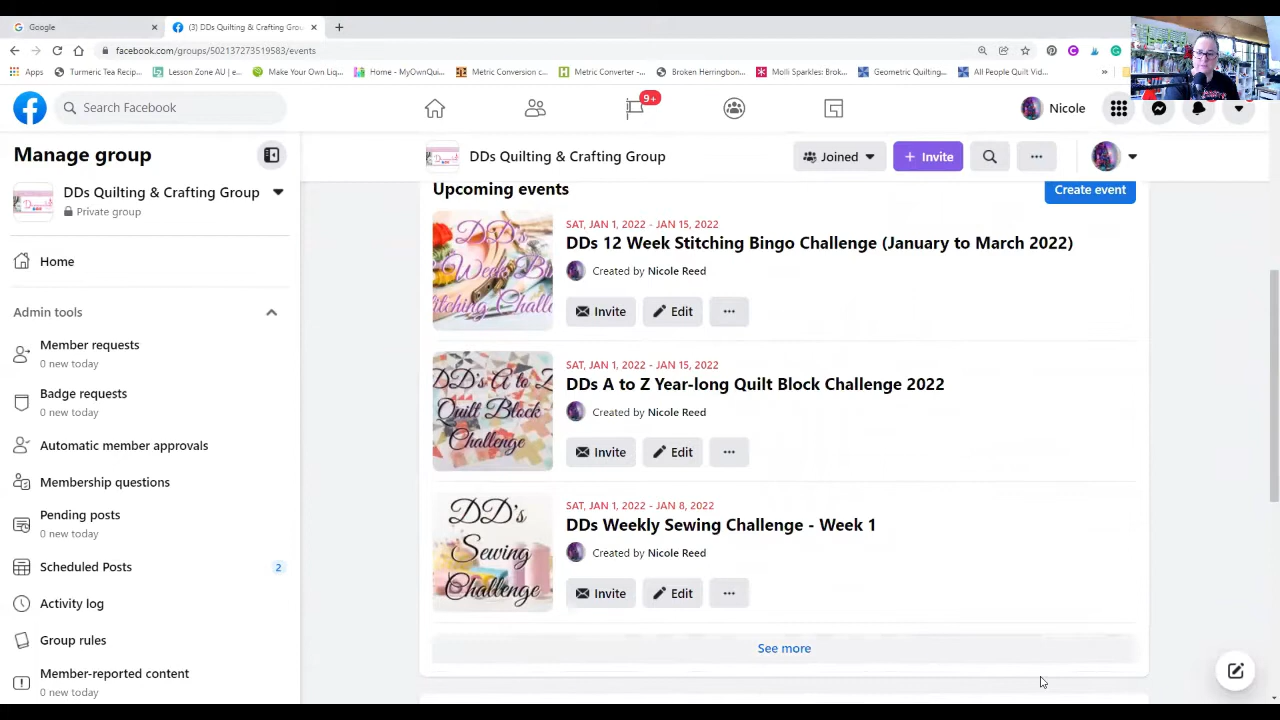 Google
(3) DDs Quilting & Crafting Grou
facebook.com/groups/502137273519583/events
Apps
Turmeric Tea Recip...
Lesson Zone AU | e...
Make Your Own Liq...
Home - MyOwnQui...
Metric Conversion c...
Metric Converter -...
Broken Herringbon...
Molli Sparkles: Brok...
Geometric Quilting,...
All People Quilt Vid...
»
Search Facebook
9+
Nicole
Manage group
DDs Quilting & Crafting Group
Private group
Home
Admin tools
Member requests
0 new today
Badge requests
0 new today
Automatic member approvals
Membership questions
Pending posts
0 new today
Scheduled Posts
2
Activity log
Group rules
Member-reported content
0 new today
DDs Quilting & Crafting Group
Joined
+ Invite
Upcoming events
Create event
DD's
Week Bi
titching Challe
SAT, JAN 1, 2022 - JAN 15, 2022
DDs 12 Week Stitching Bingo Challenge (January to March 2022)
Created by Nicole Reed
Invite
Edit
DD's A to Z
Quilt Block
Challenge
SAT, JAN 1, 2022 - JAN 15, 2022
DDs A to Z Year-long Quilt Block Challenge 2022
Created by Nicole Reed
Invite
Edit
DD's
Sewing
Challenge
SAT, JAN 1, 2022 - JAN 8, 2022
DDs Weekly Sewing Challenge - Week 1
Created by Nicole Reed
Invite
Edit
See more